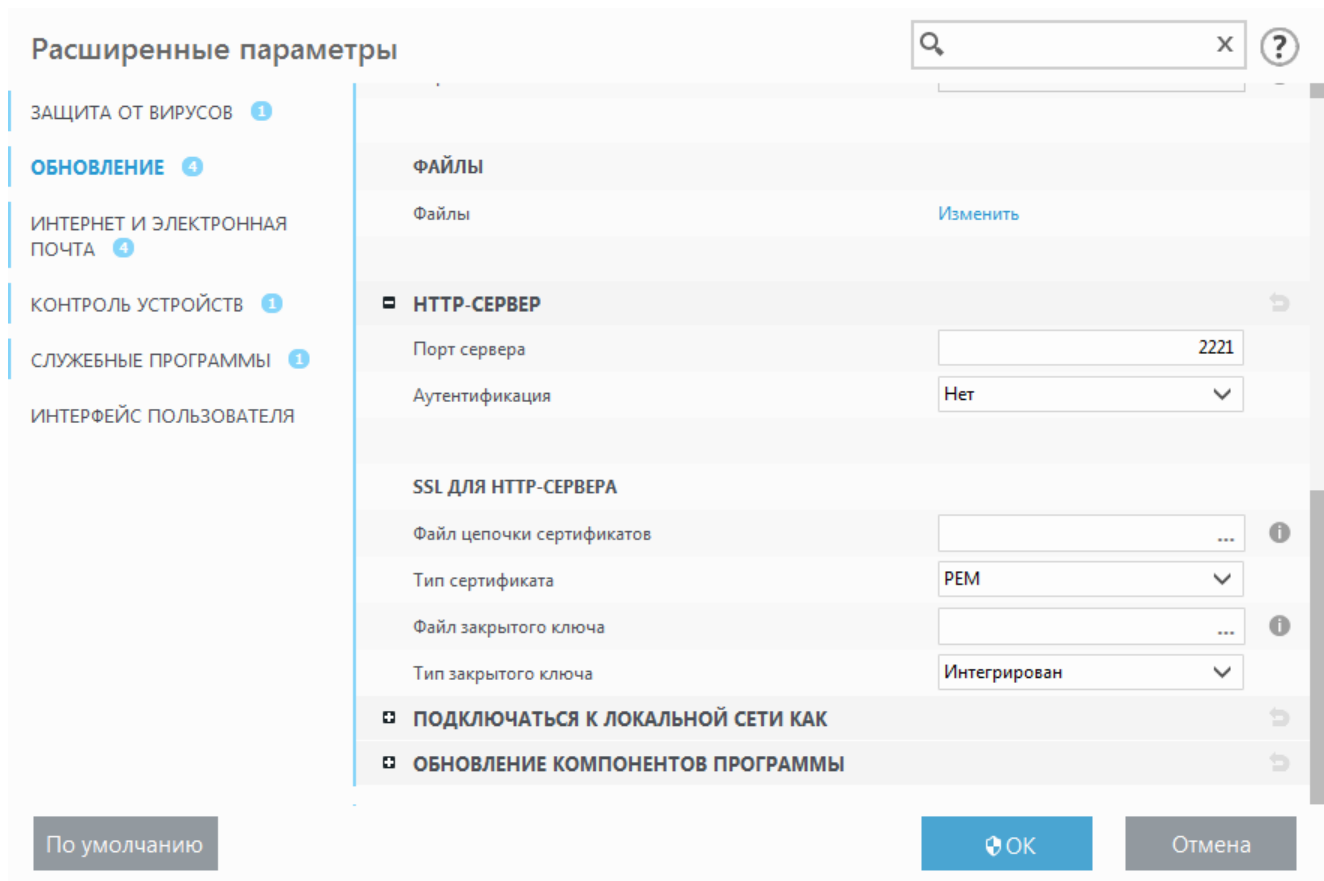 Расширенные параметры
X
?
ЗАЩИТА ОТ ВИРУСОВ 1
ОБНОВЛЕНИЕ 4
ИНТЕРНЕТ И ЭЛЕКТРОННАЯ
ПОЧТА 4
КОНТРОЛЬ УСТРОЙСТВ 1
СЛУЖЕБНЫЕ ПРОГРАММЫ 1
ИНТЕРФЕЙС ПОЛЬЗОВАТЕЛЯ
ФАЙЛЫ
Файлы Изменить
HTTP-СЕРВЕР
Порт сервера 2221
Аутентификация Нет
SSL ДЛЯ HTTP-СЕРВЕРА
Файл цепочки сертификатов ...
Тип сертификата PEM
Файл закрытого ключа ...
Тип закрытого ключа Интегрирован
ПОДКЛЮЧАТЬСЯ К ЛОКАЛЬНОЙ СЕТИ КАК
ОБНОВЛЕНИЕ КОМПОНЕНТОВ ПРОГРАММЫ
По умолчанию
OK
Отмена